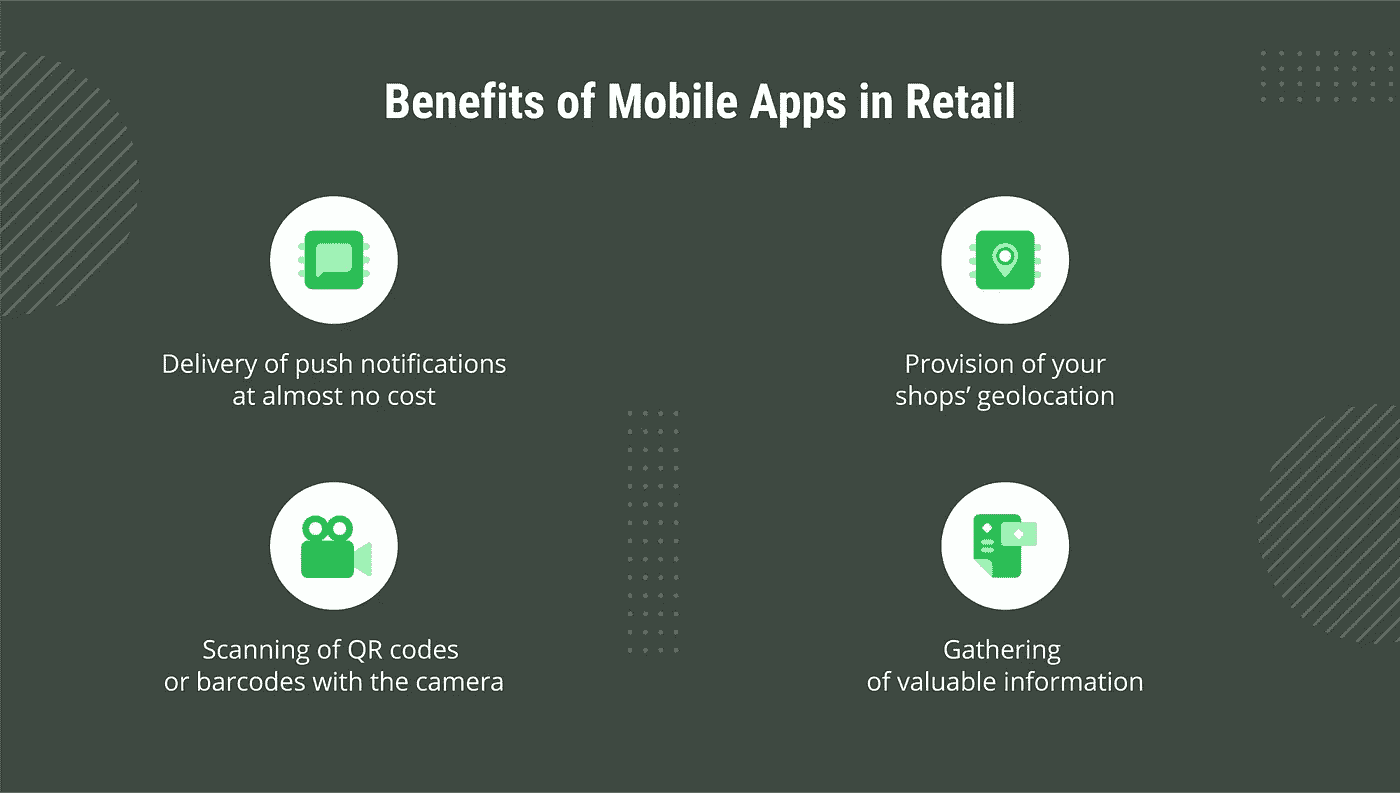 Benefits of Mobile Apps in Retail
Delivery of push notifications
at almost no cost
Provision of your
shops’ geolocation
Scanning of QR codes
or barcodes with the camera
Gathering
of valuable information